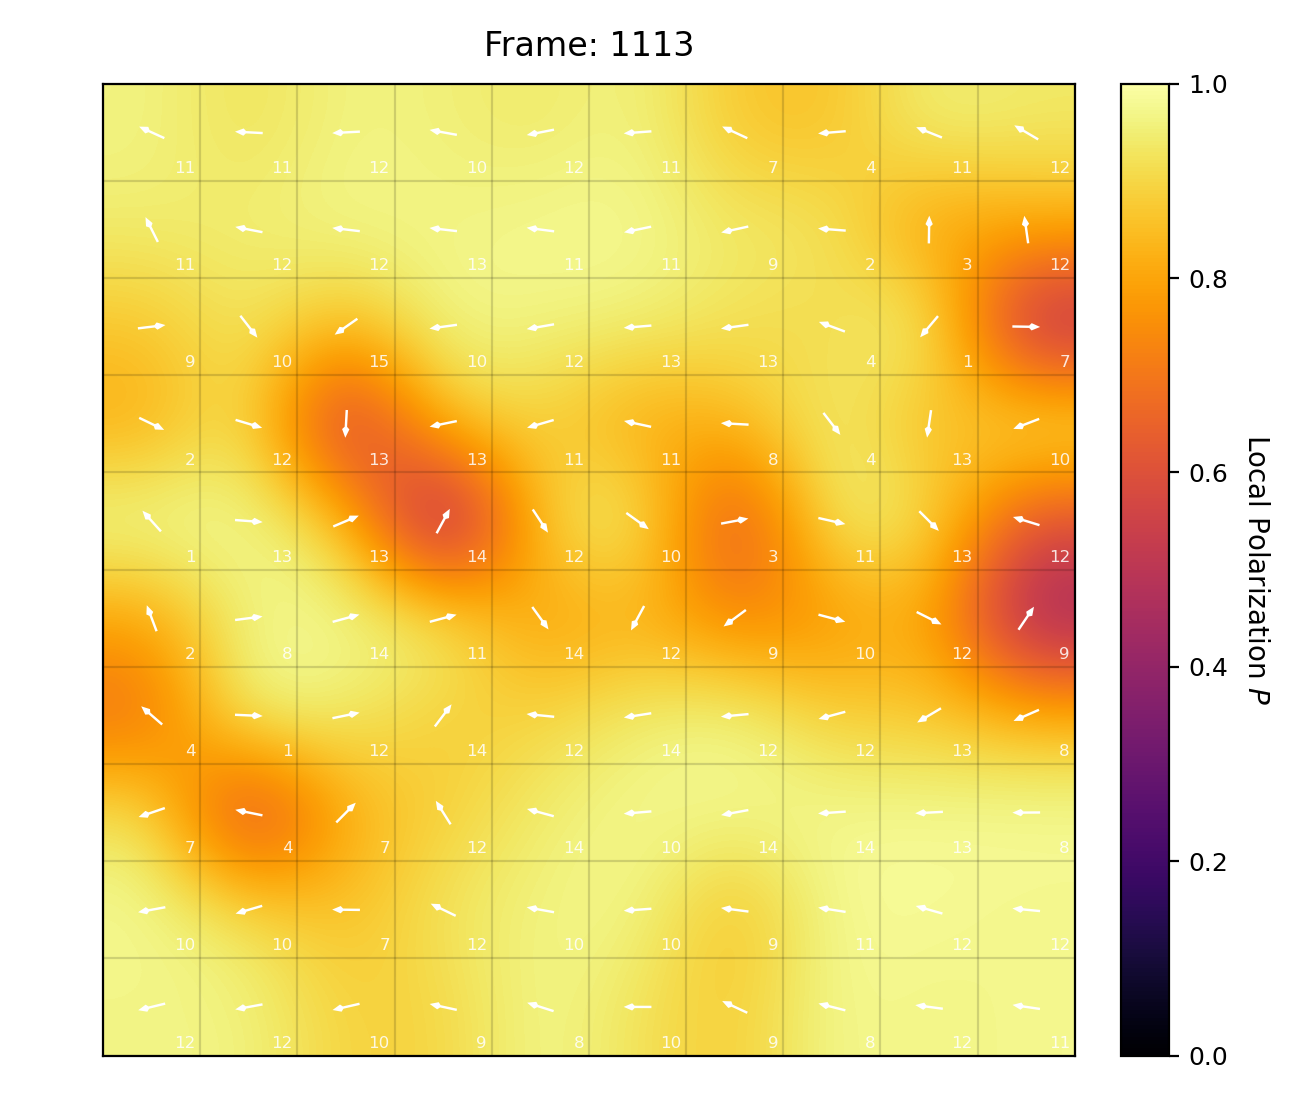 Frame: 1113
11 11 12 10 12 11 7 4 11 12
11 12 12 13 11 11 9 2 3 12
9 10 15 10 12 13 13 4 1 7
2 12 13 13 11 11 8 4 13 10
1 13 13 14 12 10 3 11 13 12
2 8 14 11 14 12 9 10 12 9
4 1 12 14 12 14 12 12 13 8
7 4 7 12 14 10 14 14 13 8
10 10 7 12 10 10 9 11 12 12
12 12 10 9 8 10 9 8 12 11
1.0
0.8
0.6
0.4
0.2
0.0
Local Polarization P